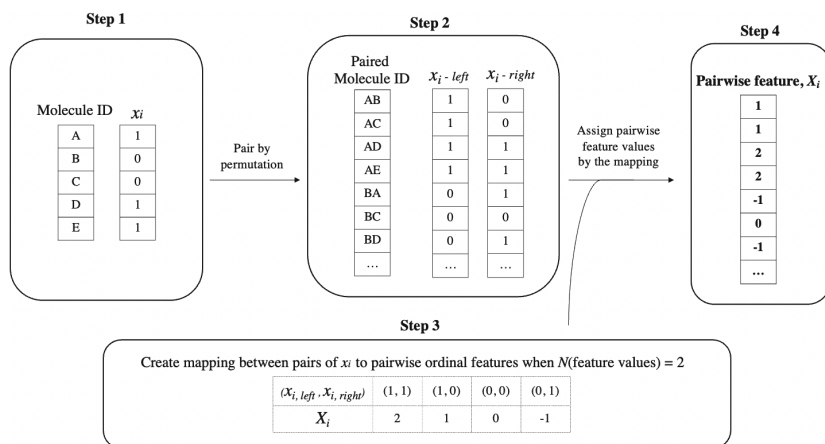 Step 1
Molecule ID xᵢ
A 1
B 0
C 0
D 1
E 1
Pair by
permutation
Step 2
Paired
Molecule ID xᵢ - left xᵢ - right
AB 1 0
AC 1 0
AD 1 1
AE 1 1
BA 0 1
BC 0 0
BD 0 1
... ... ...
Assign pairwise
feature values
by the mapping
Step 4
Pairwise feature, Xᵢ
1
1
2
2
-1
0
-1
...
Step 3
Create mapping between pairs of xᵢ to pairwise ordinal features when N(feature values) = 2
(xᵢ, left , xᵢ, right) (1, 1) (1, 0) (0, 0) (0, 1)
Xᵢ 2 1 0 -1